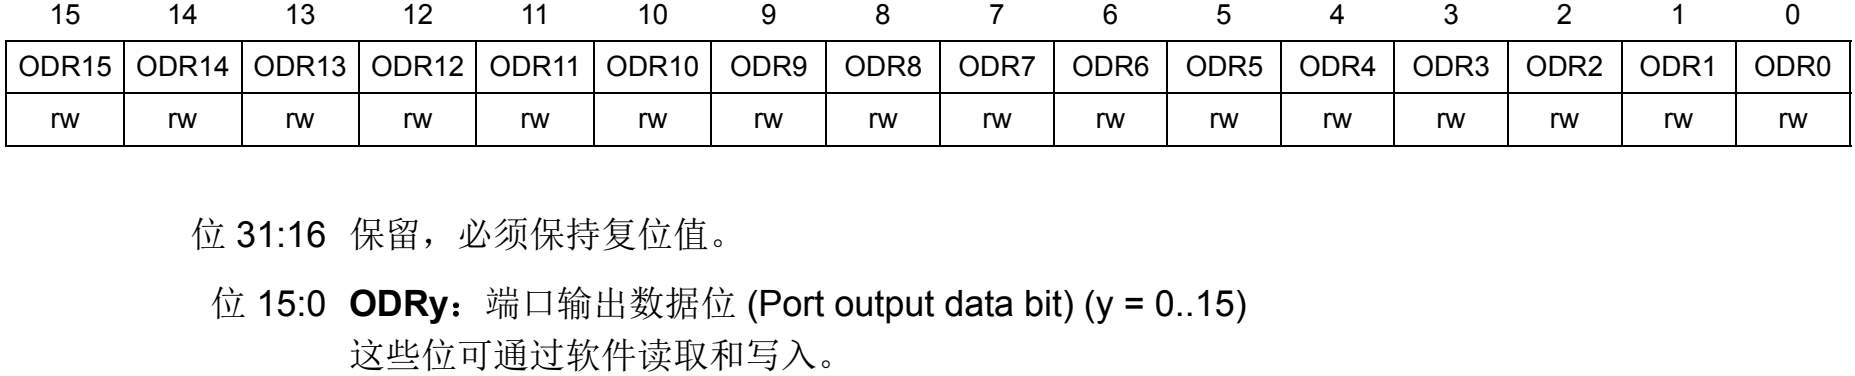 15 14 13 12 11 10 9 8 7 6 5 4 3 2 1 0
ODR15 ODR14 ODR13 ODR12 ODR11 ODR10 ODR9 ODR8 ODR7 ODR6 ODR5 ODR4 ODR3 ODR2 ODR1 ODR0
rw rw rw rw rw rw rw rw rw rw rw rw rw rw rw rw
位 31:16 保留，必须保持复位值。
位 15:0 ODRy：端口输出数据位 (Port output data bit) (y = 0..15)
这些位可通过软件读取和写入。